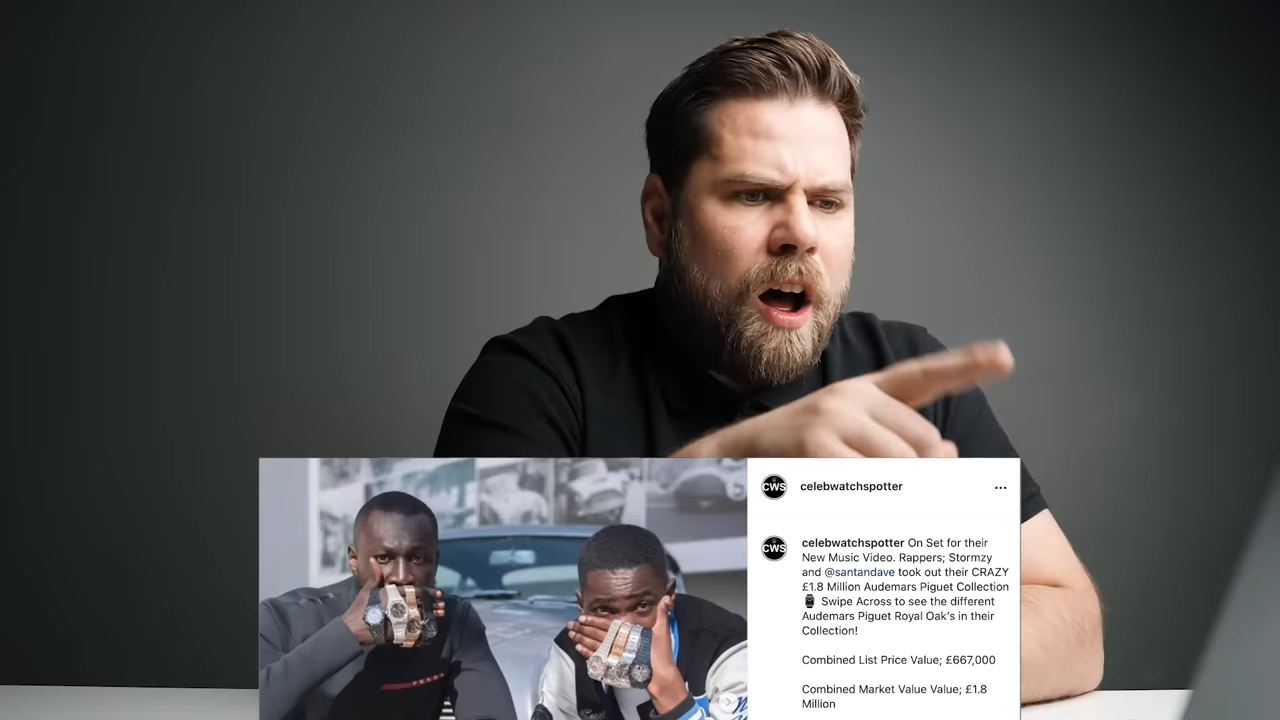 CWS
celebwatchspotter
CWS
celebwatchspotter On Set for their
New Music Video. Rappers; Stormzy
and @santandave took out their CRAZY
£1.8 Million Audemars Piguet Collection
⌚ Swipe Across to see the different
Audemars Piguet Royal Oak's in their
Collection!
Combined List Price Value; £667,000
Combined Market Value Value; £1.8
Million
PRADA